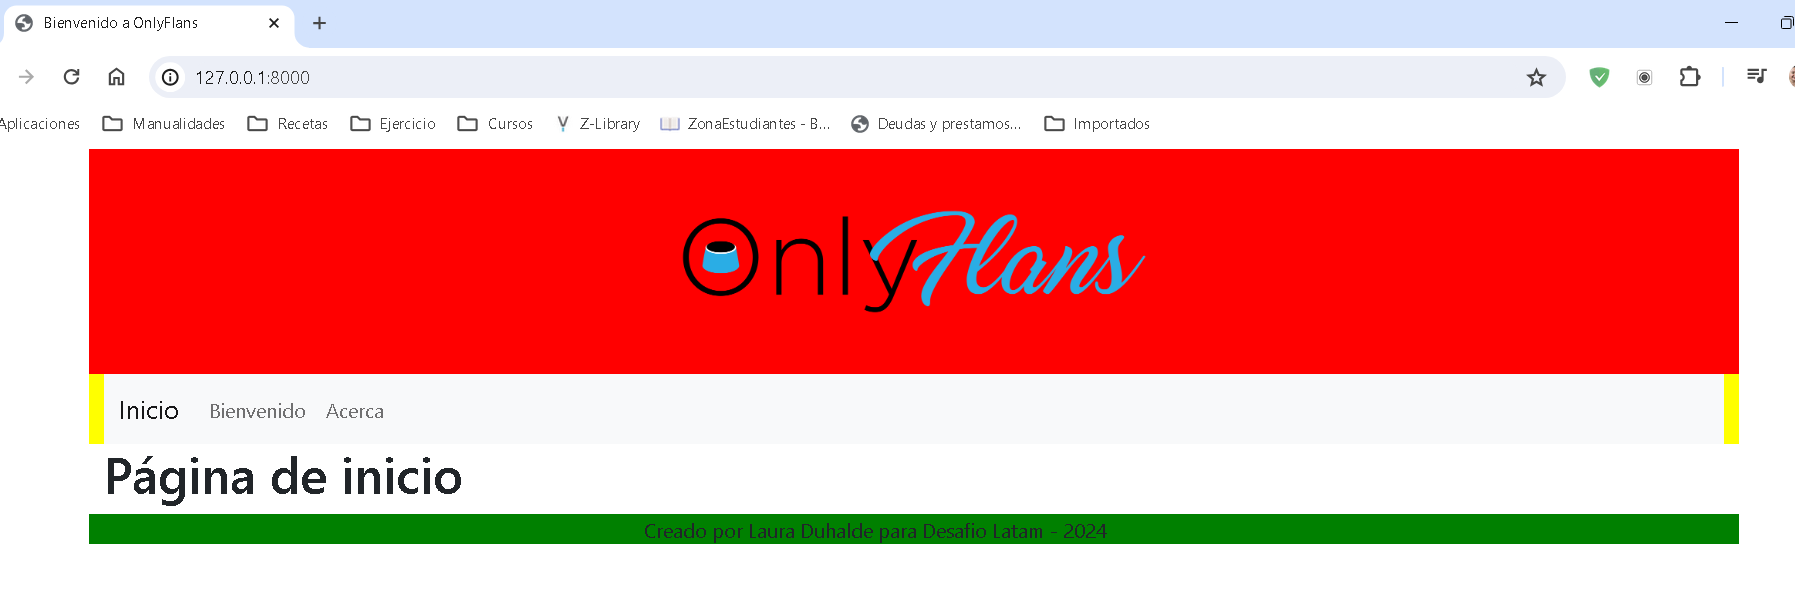 Bienvenido a OnlyFlans
127.0.0.1:8000
Aplicaciones Manualidades Recetas Ejercicio Cursos Z-Library ZonaEstudiantes - B... Deudas y prestamos... Importados
OnlyFlans
Inicio Bienvenido Acerca
Página de inicio
Creado por Laura Duhalde para Desafio Latam - 2024